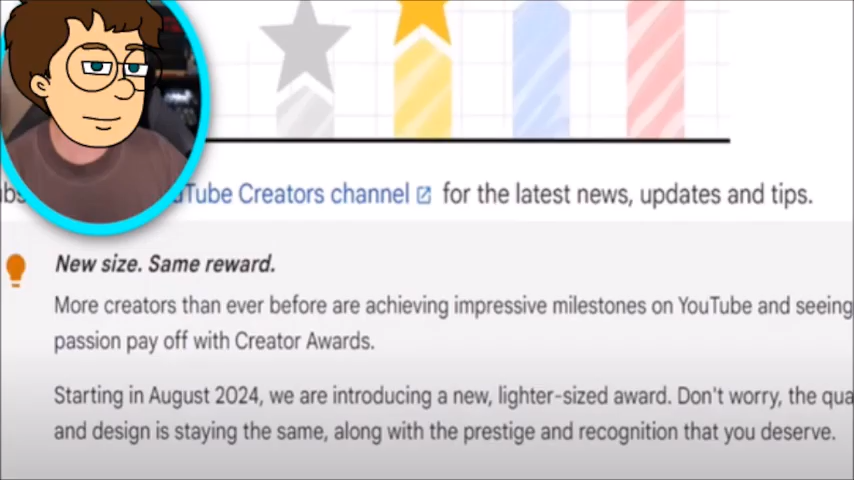 Tube Creators channel for the latest news, updates and tips.
New size. Same reward.
More creators than ever before are achieving impressive milestones on YouTube and seeing
passion pay off with Creator Awards.
Starting in August 2024, we are introducing a new, lighter-sized award. Don't worry, the
and design is staying the same, along with the prestige and recognition that you deserve.